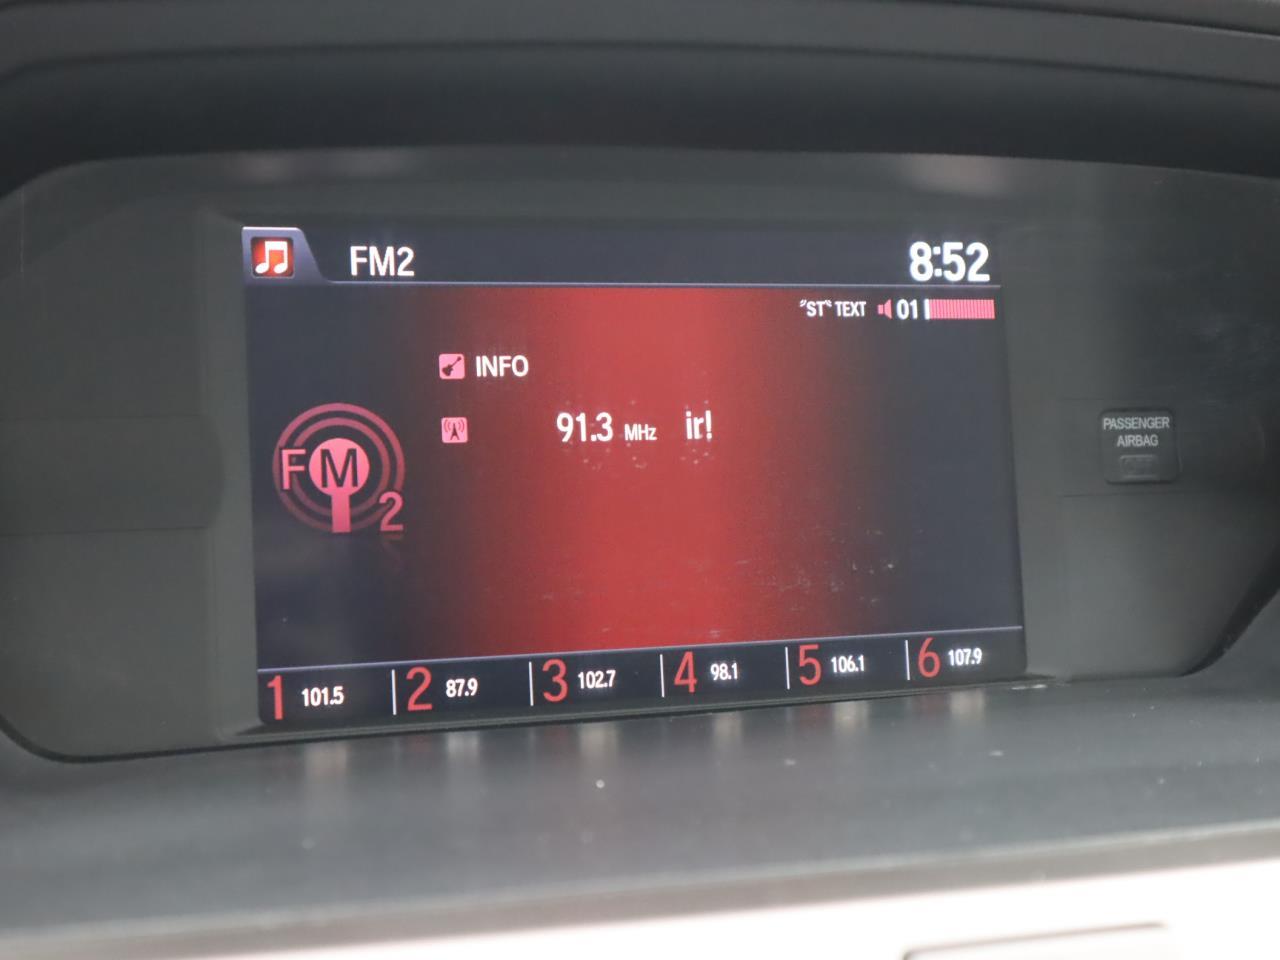 FM2 8:52
"ST" TEXT 01
INFO
91.3 MHz ir!
FM2
PASSENGER
AIRBAG
OFF
1 101.5 2 87.9 3 102.7 4 98.1 5 106.1 6 107.9